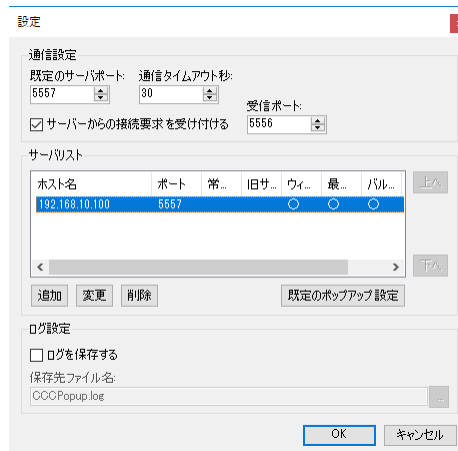 設定
通信設定
既定のサーバポート: 通信タイムアウト秒:
5557 30
受信ポート:
☑ サーバーからの接続要求を受け付ける 5556
サーバリスト
ホスト名 ポート 常... 旧サ... ウィ... 最... バル...
192.168.10.100 5557 ○ ○ ○
上へ
下へ
追加 変更 削除 既定のポップアップ設定
ログ設定
☐ ログを保存する
保存先ファイル名:
CCCPopup.log ...
OK キャンセル